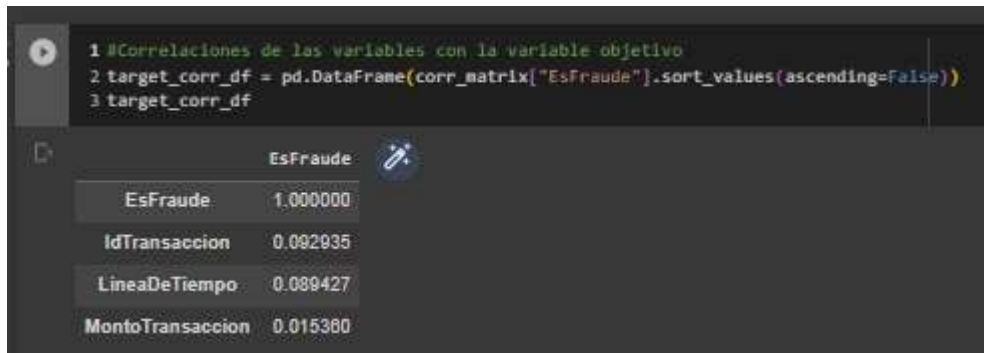 1 #Correlaciones de las variables con la variable objetivo
2 target_corr_df = pd.DataFrame(corr_matrix["EsFraude"].sort_values(ascending=False))
3 target_corr_df
EsFraude
EsFraude 1.000000
IdTransaccion 0.092935
LineaDeTiempo 0.089427
MontoTransaccion 0.015360